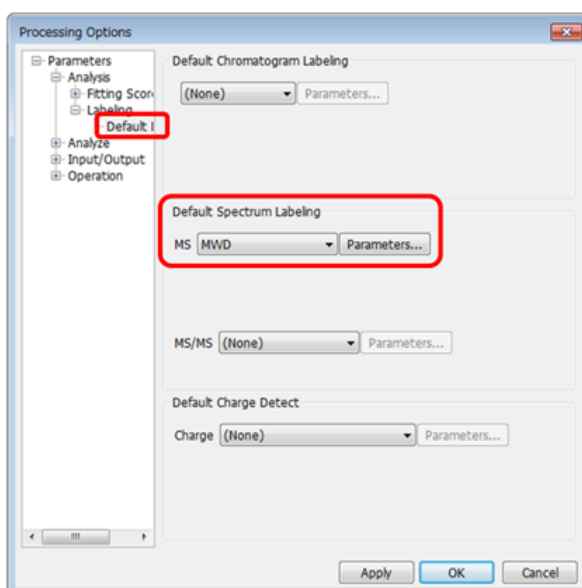 Processing Options
Parameters
Analysis
Fitting Scor
Labeling
Default l
Analyze
Input/Output
Operation
Default Chromatogram Labeling
(None) Parameters...
Default Spectrum Labeling
MS MWD Parameters...
MS/MS (None) Parameters...
Default Charge Detect
Charge (None) Parameters...
Apply OK Cancel